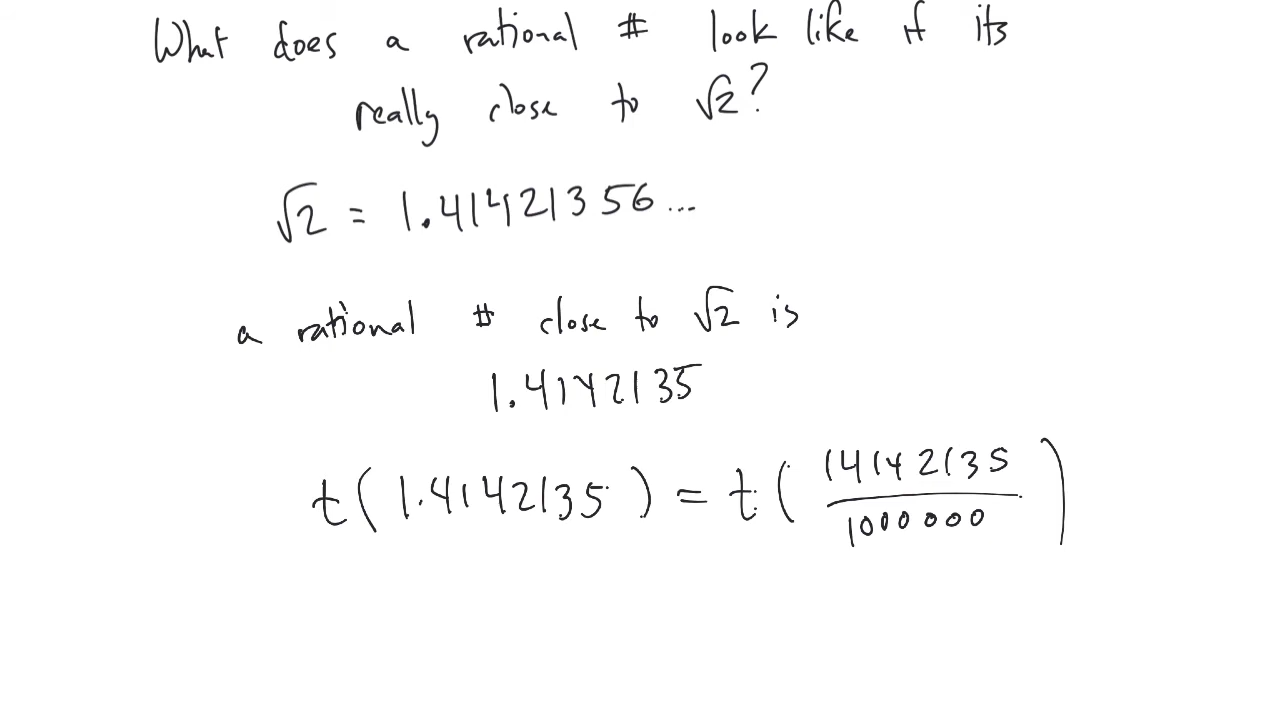 What does a rational # look like if its
really close to √2?
√2 = 1.41421356...
a rational # close to √2 is
1.4142135
t(1.4142135) = t(14142135/1000000)